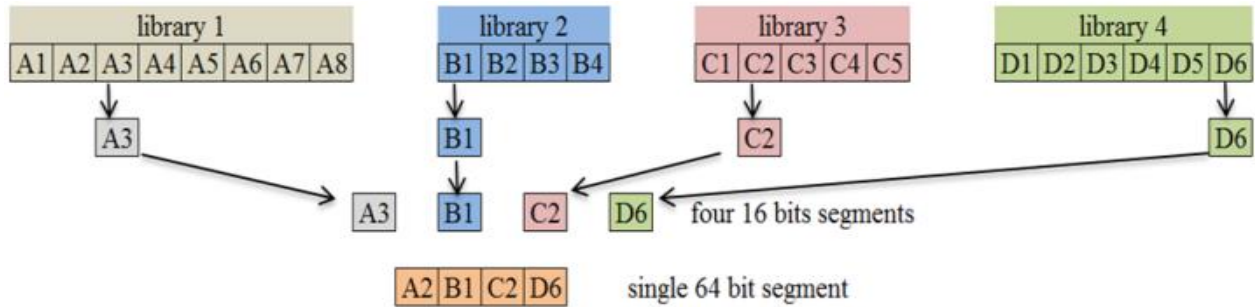 library 1 library 2 library 3 library 4
A1 A2 A3 A4 A5 A6 A7 A8 B1 B2 B3 B4 C1 C2 C3 C4 C5 D1 D2 D3 D4 D5 D6
A3 B1 C2 D6
A3 B1 C2 D6 four 16 bits segments
A2 B1 C2 D6 single 64 bit segment